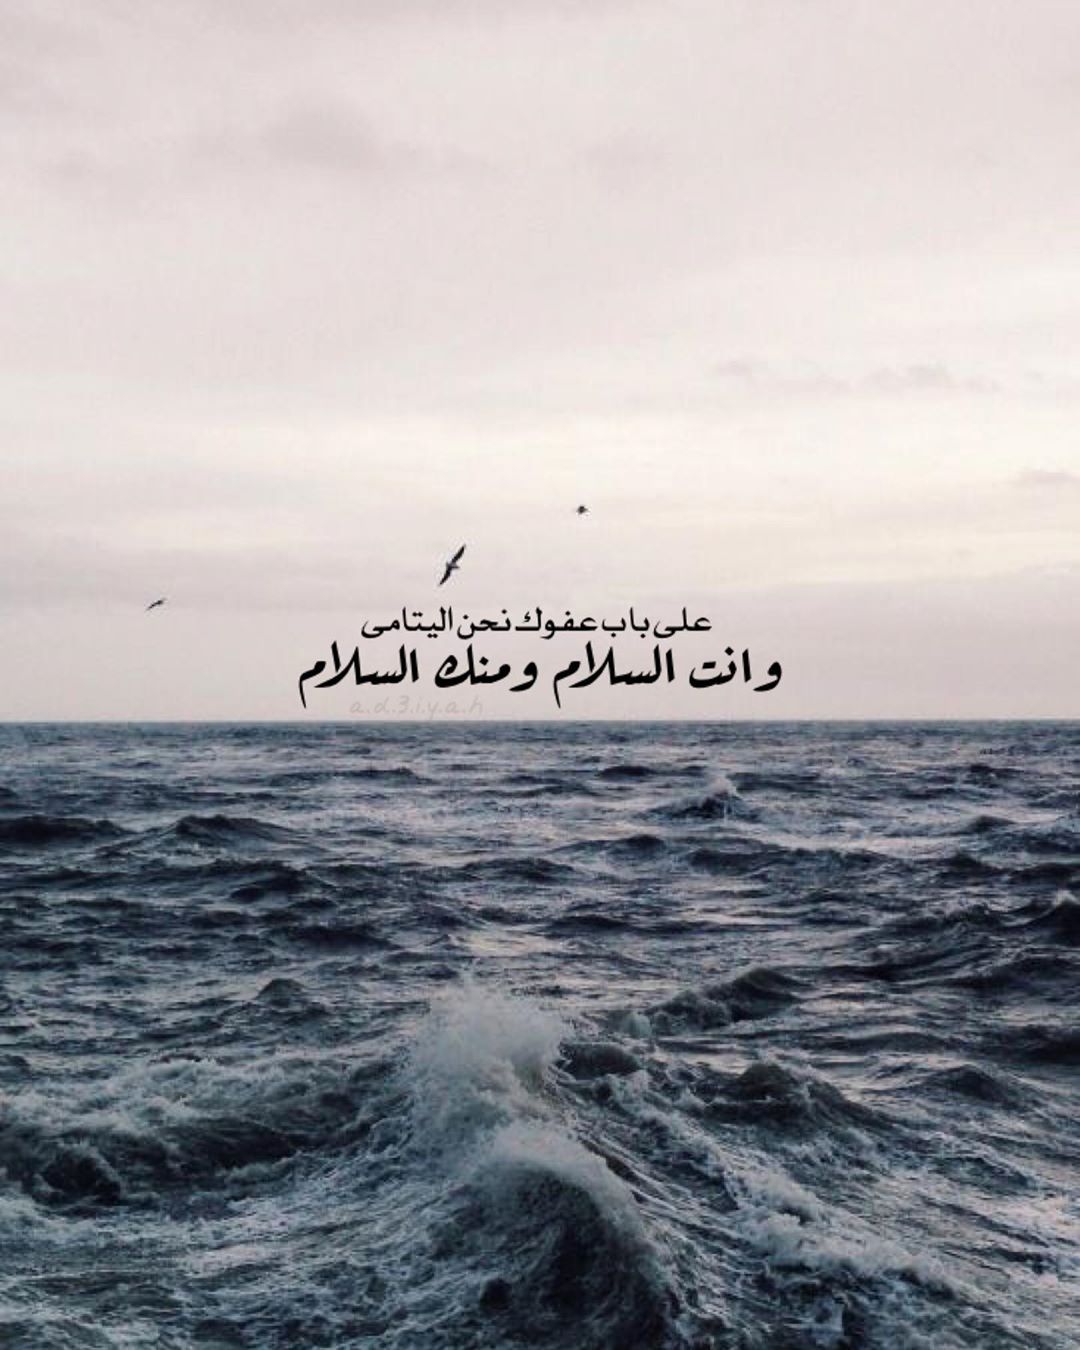 على باب عفوك نحن اليتامى
وانت السلام ومنك السلام
a.d.3.i.y.a.h